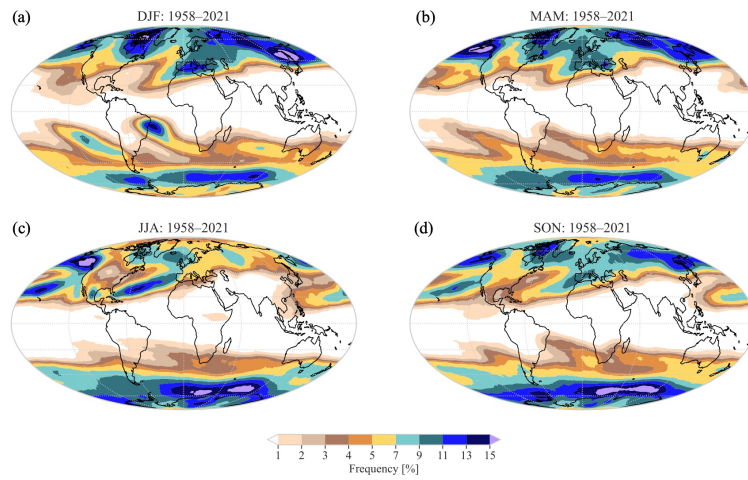 (a)
DJF: 1958–2021
(b)
MAM: 1958–2021
(c)
JJA: 1958–2021
(d)
SON: 1958–2021
1 2 3 4 5 7 9 11 13 15
Frequency [%]